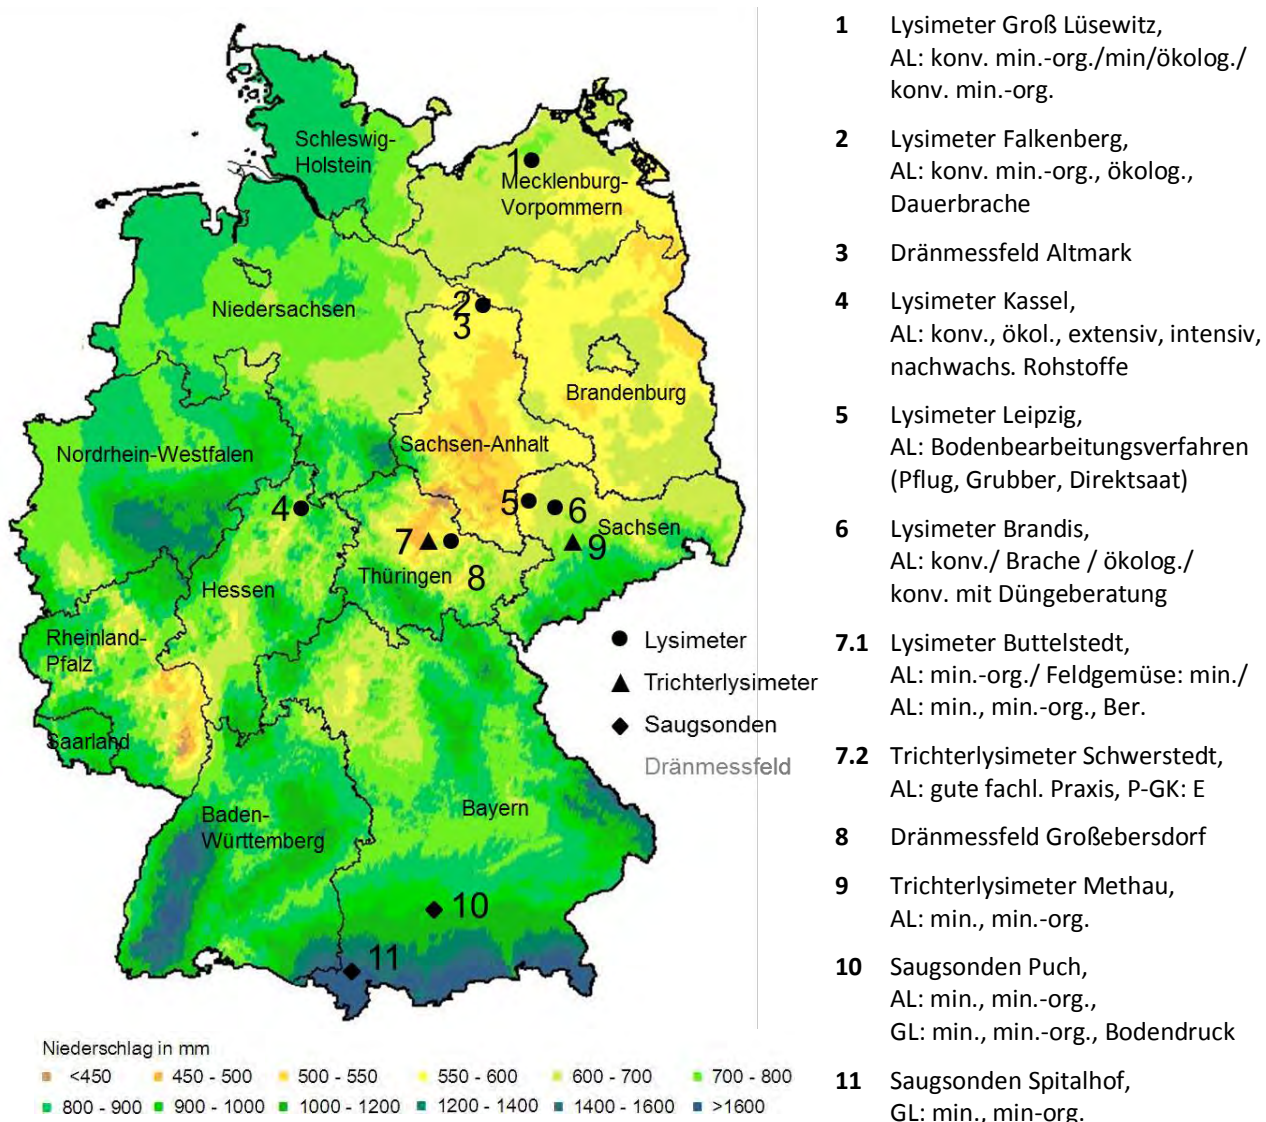 Schleswig-
Holstein
1
Mecklenburg-
Vorpommern
Niedersachsen
2
3
Brandenburg
Nordrhein-Westfalen
Sachsen-Anhalt
4
5
6
Sachsen
7
9
8
Thüringen
Hessen
Rheinland-
Pfalz
Saarland
Lysimeter
Trichterlysimeter
Saugsonden
Dränmessfeld
Baden-
Württemberg
Bayern
10
11
Niederschlag in mm
<450 450 - 500 500 - 550 550 - 600 600 - 700 700 - 800
800 - 900 900 - 1000 1000 - 1200 1200 - 1400 1400 - 1600 >1600
1 Lysimeter Groß Lüsewitz,
AL: konv. min.-org./min/ökolog./
konv. min.-org.
2 Lysimeter Falkenberg,
AL: konv. min.-org., ökolog.,
Dauerbrache
3 Dränmessfeld Altmark
4 Lysimeter Kassel,
AL: konv., ökol., extensiv, intensiv,
nachwachs. Rohstoffe
5 Lysimeter Leipzig,
AL: Bodenbearbeitungsverfahren
(Pflug, Grubber, Direktsaat)
6 Lysimeter Brandis,
AL: konv./ Brache / ökolog./
konv. mit Düngeberatung
7.1 Lysimeter Buttelstedt,
AL: min.-org./ Feldgemüse: min./
AL: min., min.-org., Ber.
7.2 Trichterlysimeter Schwerstedt,
AL: gute fachl. Praxis, P-GK: E
8 Dränmessfeld Großebersdorf
9 Trichterlysimeter Methau,
AL: min., min.-org.
10 Saugsonden Puch,
AL: min., min.-org.,
GL: min., min.-org., Bodendruck
11 Saugsonden Spitalhof,
GL: min., min-org.